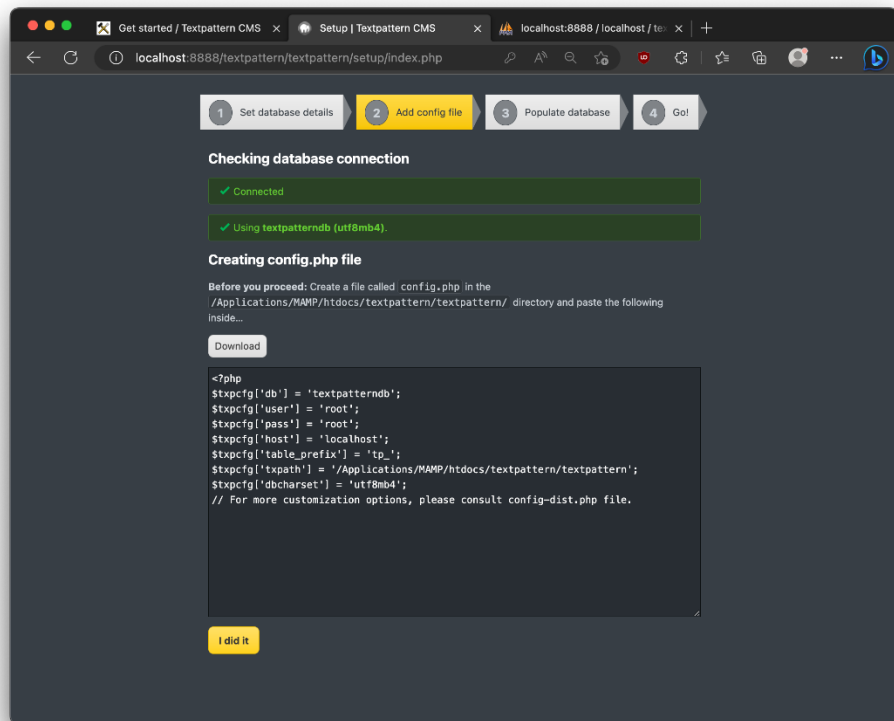 Get started / Textpattern CMS
Setup | Textpattern CMS
localhost:8888 / localhost / te
localhost:8888/textpattern/textpattern/setup/index.php
1 Set database details
2 Add config file
3 Populate database
4 Go!
Checking database connection
Connected
Using textpatterndb (utf8mb4).
Creating config.php file
Before you proceed: Create a file called config.php in the
/Applications/MAMP/htdocs/textpattern/textpattern/ directory and paste the following
inside...
Download
<?php
$txpcfg['db'] = 'textpatterndb';
$txpcfg['user'] = 'root';
$txpcfg['pass'] = 'root';
$txpcfg['host'] = 'localhost';
$txpcfg['table_prefix'] = 'tp_';
$txpcfg['txpath'] = '/Applications/MAMP/htdocs/textpattern/textpattern';
$txpcfg['dbcharset'] = 'utf8mb4';
// For more customization options, please consult config-dist.php file.
I did it